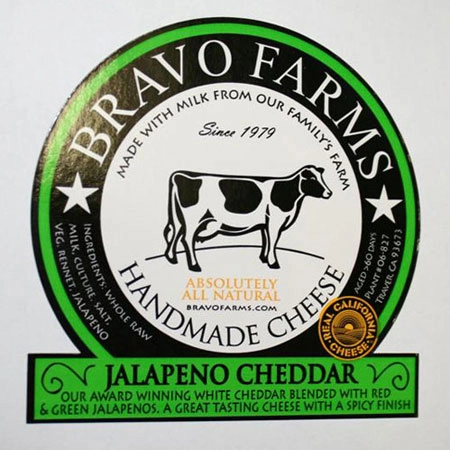 BRAVO FARMS
MADE WITH MILK FROM OUR FAMILY'S FARM
Since 1979
INGREDIENTS: WHOLE RAW
MILK, CULTURE, SALT,
VEG. RENNET, JALAPENO
ABSOLUTELY
ALL NATURAL
BRAVOFARMS.COM
HANDMADE CHEESE
AGED >60 DAYS
PLANT #06-827
TRAVER, CA 93673
REAL CALIFORNIA
CHEESE
JALAPENO CHEDDAR
OUR AWARD WINNING WHITE CHEDDAR BLENDED WITH RED
& GREEN JALAPENOS. A GREAT TASTING CHEESE WITH A SPICY FINISH